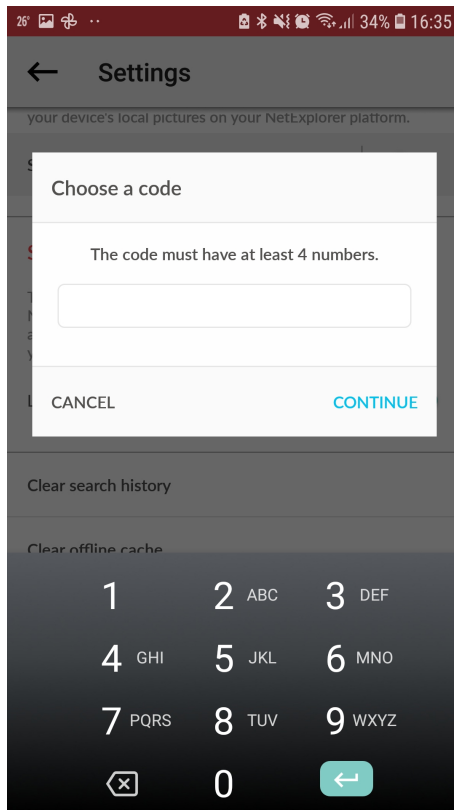 26° 34% 16:35
Settings
your device's local pictures on your NetExplorer platform.
Choose a code
The code must have at least 4 numbers.
CANCEL CONTINUE
Clear search history
Clear offline cache
1 2 ABC 3 DEF
4 GHI 5 JKL 6 MNO
7 PQRS 8 TUV 9 WXYZ
0